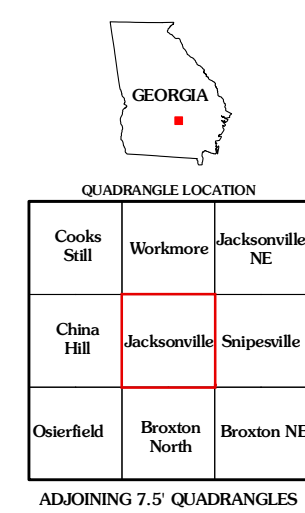 GEORGIA
QUADRANGLE LOCATION
Cooks
Still
Workmore
Jacksonville
NE
China
Hill
Jacksonville
Snipesville
Osierfield
Broxton
North
Broxton NE
ADJOINING 7.5' QUADRANGLES